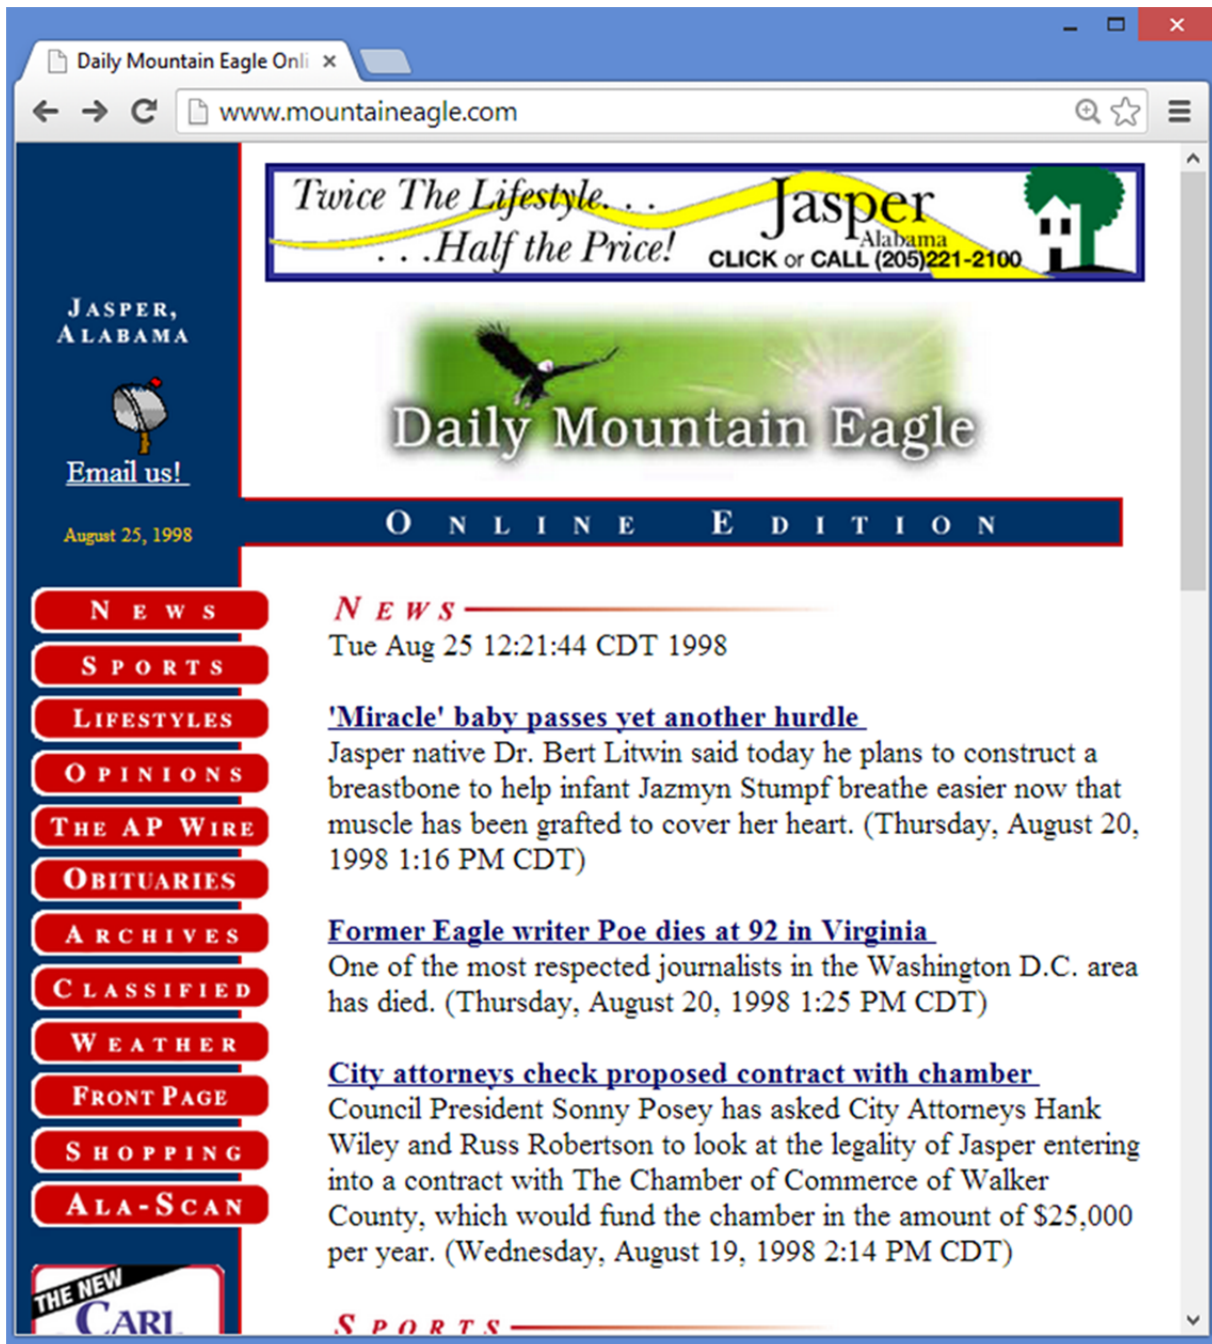 Daily Mountain Eagle Onli
www.mountaineagle.com
Twice The Lifestyle. . .
. . .Half the Price!
Jasper
Alabama
CLICK or CALL (205)221-2100
JASPER,
ALABAMA
Email us!
August 25, 1998
Daily Mountain Eagle
ONLINE EDITION
NEWS
SPORTS
LIFESTYLES
OPINIONS
THE AP WIRE
OBITUARIES
ARCHIVES
CLASSIFIED
WEATHER
FRONT PAGE
SHOPPING
ALA-SCAN
THE NEW
CARL
NEWS
Tue Aug 25 12:21:44 CDT 1998
'Miracle' baby passes yet another hurdle
Jasper native Dr. Bert Litwin said today he plans to construct a
breastbone to help infant Jazmyn Stumpf breathe easier now that
muscle has been grafted to cover her heart. (Thursday, August 20,
1998 1:16 PM CDT)
Former Eagle writer Poe dies at 92 in Virginia
One of the most respected journalists in the Washington D.C. area
has died. (Thursday, August 20, 1998 1:25 PM CDT)
City attorneys check proposed contract with chamber
Council President Sonny Posey has asked City Attorneys Hank
Wiley and Russ Robertson to look at the legality of Jasper entering
into a contract with The Chamber of Commerce of Walker
County, which would fund the chamber in the amount of $25,000
per year. (Wednesday, August 19, 1998 2:14 PM CDT)
SPORTS